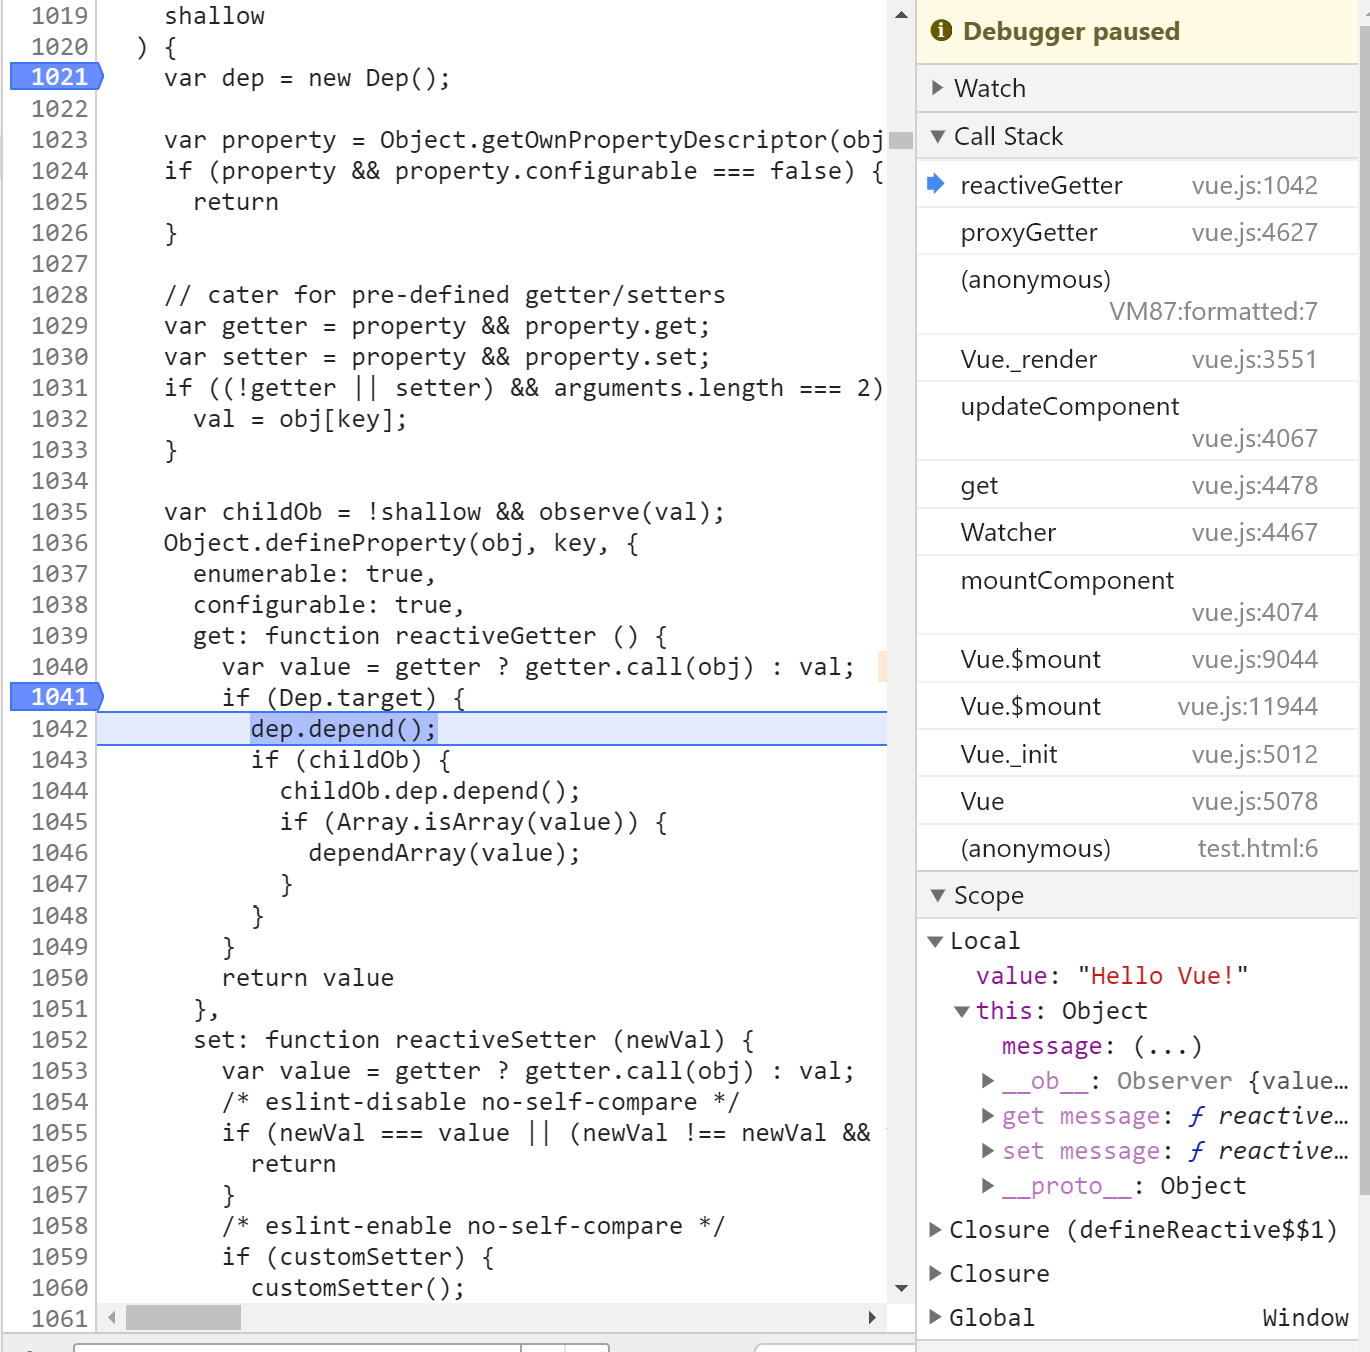 1019 shallow
1020 ) {
1021 var dep = new Dep();
1022
1023 var property = Object.getOwnPropertyDescriptor(obj
1024 if (property && property.configurable === false) {
1025 return
1026 }
1027
1028 // cater for pre-defined getter/setters
1029 var getter = property && property.get;
1030 var setter = property && property.set;
1031 if ((!getter || setter) && arguments.length === 2)
1032 val = obj[key];
1033 }
1034
1035 var childOb = !shallow && observe(val);
1036 Object.defineProperty(obj, key, {
1037 enumerable: true,
1038 configurable: true,
1039 get: function reactiveGetter () {
1040 var value = getter ? getter.call(obj) : val;
1041 if (Dep.target) {
1042 dep.depend();
1043 if (childOb) {
1044 childOb.dep.depend();
1045 if (Array.isArray(value)) {
1046 dependArray(value);
1047 }
1048 }
1049 }
1050 return value
1051 },
1052 set: function reactiveSetter (newVal) {
1053 var value = getter ? getter.call(obj) : val;
1054 /* eslint-disable no-self-compare */
1055 if (newVal === value || (newVal !== newVal &&
1056 return
1057 }
1058 /* eslint-enable no-self-compare */
1059 if (customSetter) {
1060 customSetter();
1061
Debugger paused
Watch
Call Stack
reactiveGetter vue.js:1042
proxyGetter vue.js:4627
(anonymous)
VM87:formatted:7
Vue._render vue.js:3551
updateComponent
vue.js:4067
get vue.js:4478
Watcher vue.js:4467
mountComponent
vue.js:4074
Vue.$mount vue.js:9044
Vue.$mount vue.js:11944
Vue._init vue.js:5012
Vue vue.js:5078
(anonymous) test.html:6
Scope
Local
value: "Hello Vue!"
this: Object
message: (...)
__ob__: Observer {value…
get message: ƒ reactive…
set message: ƒ reactive…
__proto__: Object
Closure (defineReactive$$1)
Closure
Global Window